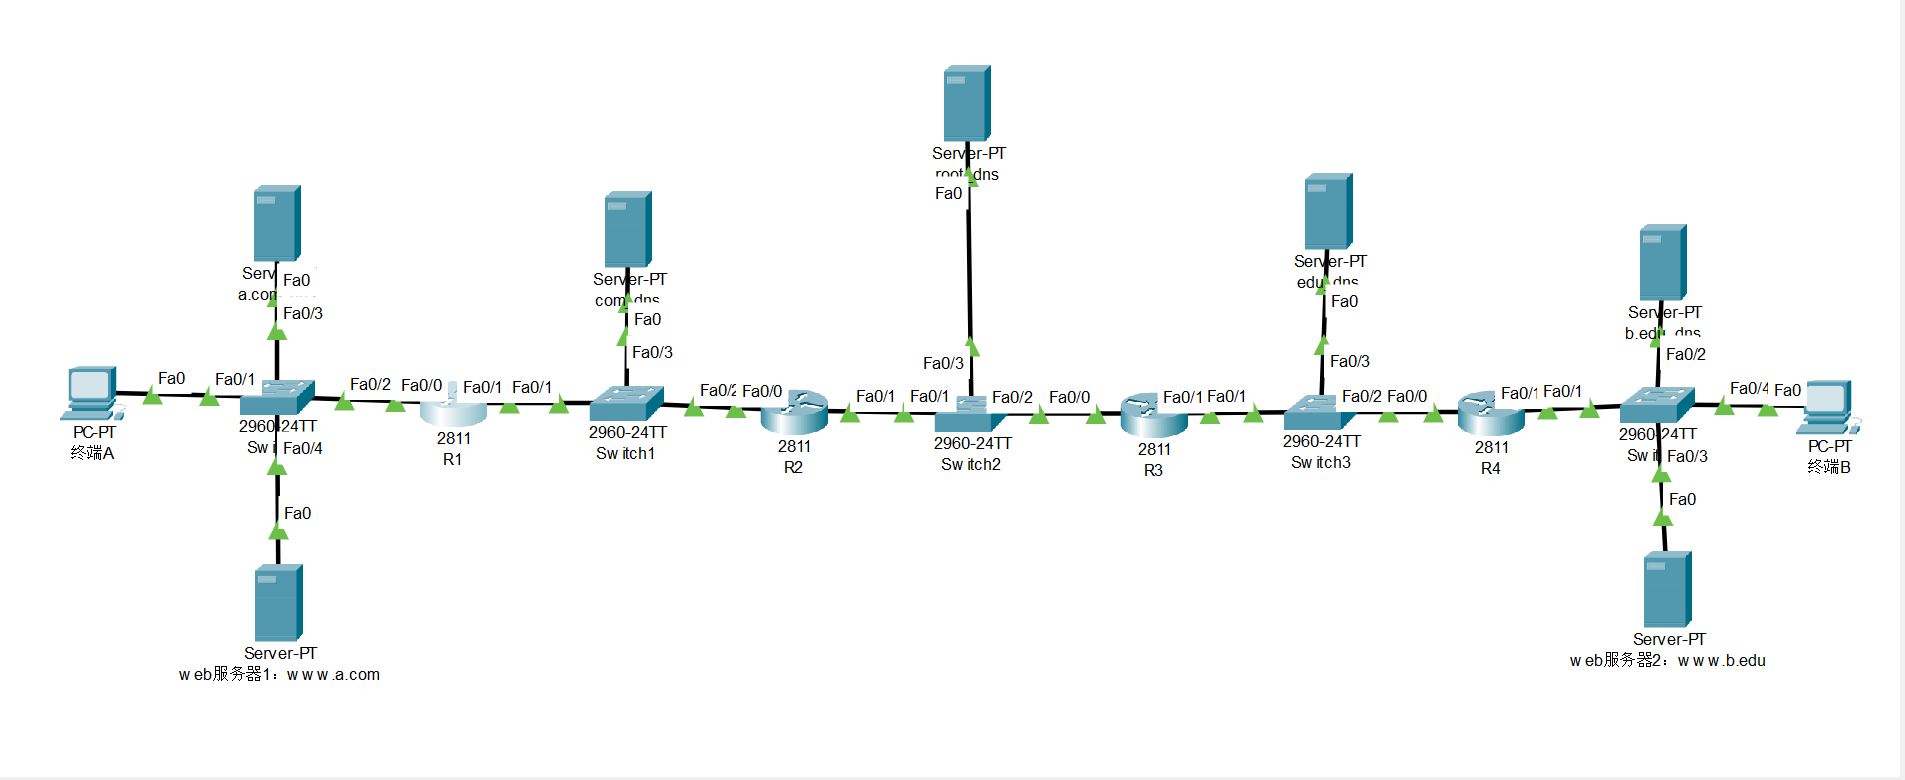 Server-PT
root dns
Fa0
Fa0/3
Serv
a.com
Fa0
Fa0/3
Server-PT
com dns
Fa0
Fa0/3
Server-PT
edu dns
Fa0
Fa0/3
Server-PT
b.edu dns
Fa0/2
Fa0
Fa0/1
Fa0/2
Fa0/0
Fa0/1
Fa0/1
Fa0/2
Fa0/0
Fa0/1
Fa0/1
Fa0/2
Fa0/0
Fa0/1
Fa0/1
Fa0/2
Fa0/0
Fa0/1
Fa0/1
Fa0/4
Fa0
PC-PT
终端A
2960-24TT
Swi
Fa0/4
2811
R1
2960-24TT
Switch1
2811
R2
2960-24TT
Switch2
2811
R3
2960-24TT
Switch3
2811
R4
2960-24TT
Swit
Fa0/3
PC-PT
终端B
Fa0
Fa0
Server-PT
web服务器1：www.a.com
Server-PT
web服务器2：www.b.edu